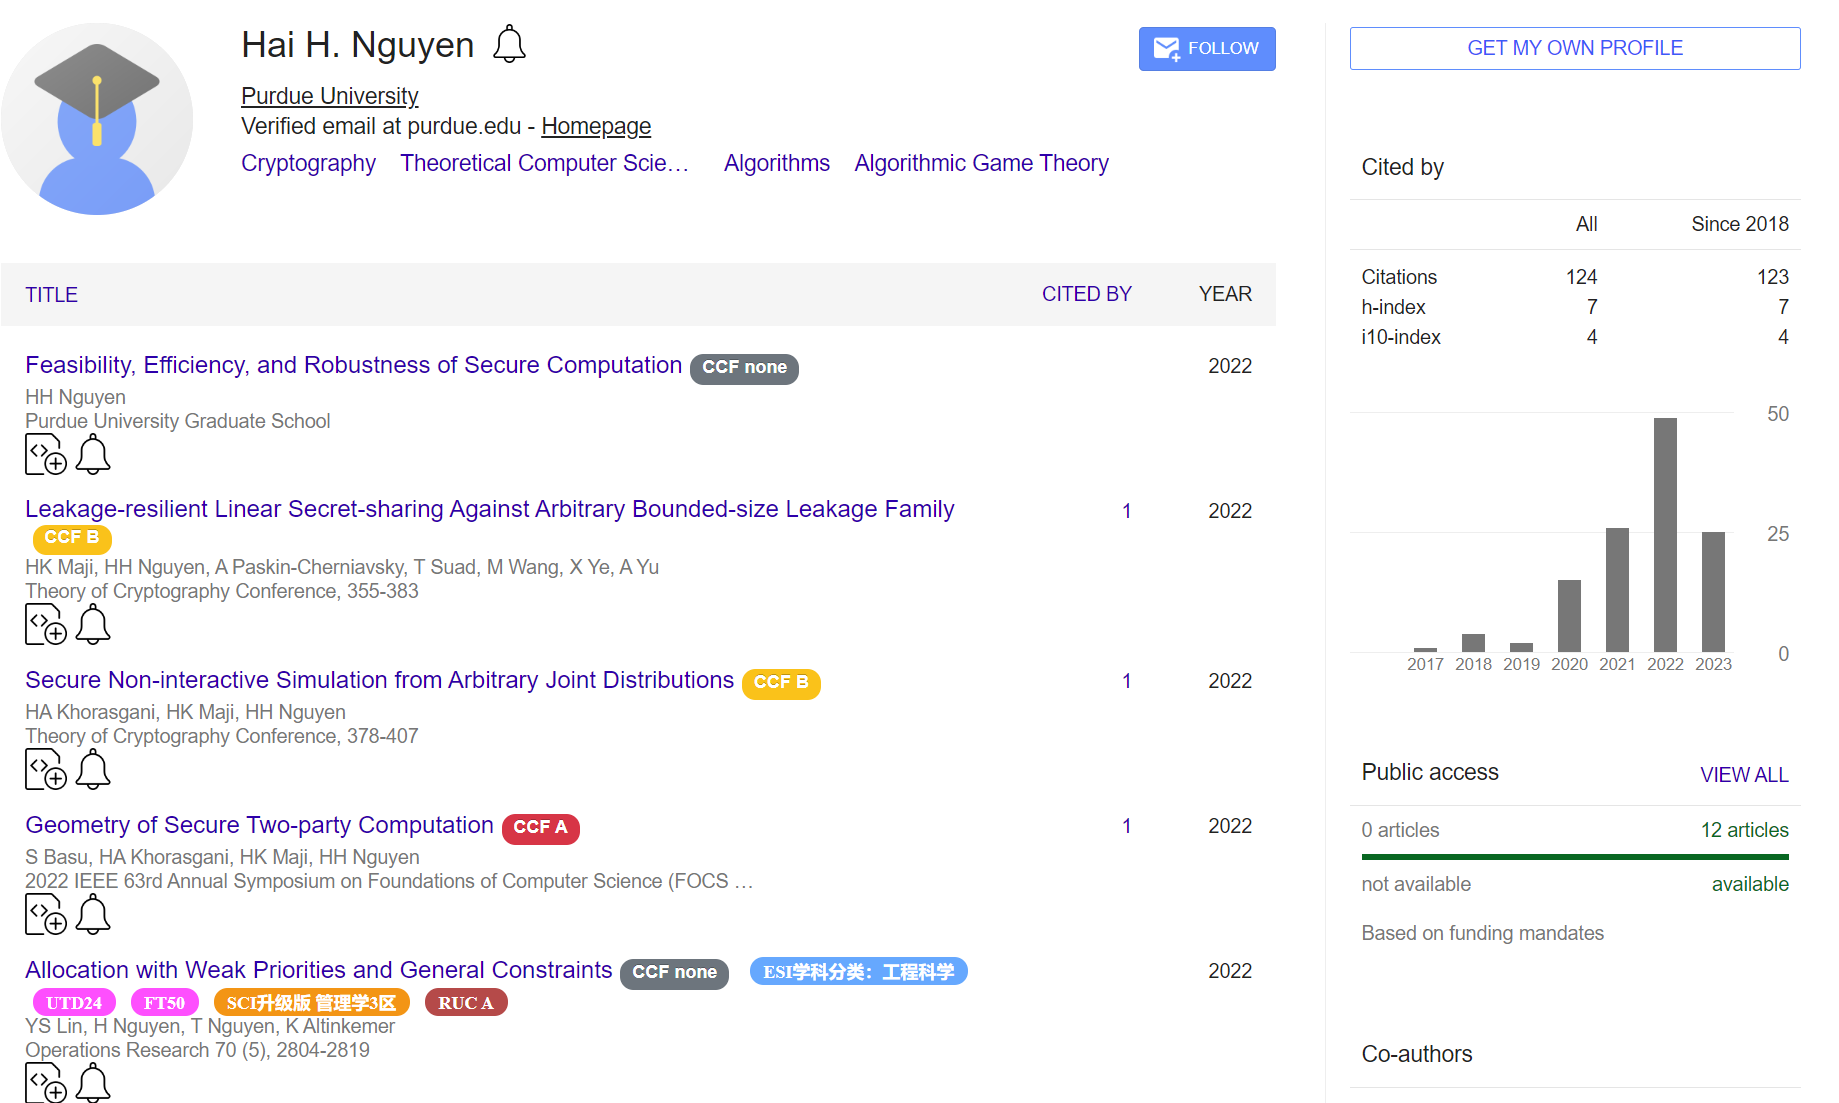 Hai H. Nguyen
FOLLOW
Purdue University
Verified email at purdue.edu - Homepage
Cryptography Theoretical Computer Scie… Algorithms Algorithmic Game Theory
TITLE CITED BY YEAR
Feasibility, Efficiency, and Robustness of Secure Computation CCF none 2022
HH Nguyen
Purdue University Graduate School
Leakage-resilient Linear Secret-sharing Against Arbitrary Bounded-size Leakage Family 1 2022
CCF B
HK Maji, HH Nguyen, A Paskin-Cherniavsky, T Suad, M Wang, X Ye, A Yu
Theory of Cryptography Conference, 355-383
Secure Non-interactive Simulation from Arbitrary Joint Distributions CCF B 1 2022
HA Khorasgani, HK Maji, HH Nguyen
Theory of Cryptography Conference, 378-407
Geometry of Secure Two-party Computation CCF A 1 2022
S Basu, HA Khorasgani, HK Maji, HH Nguyen
2022 IEEE 63rd Annual Symposium on Foundations of Computer Science (FOCS …
Allocation with Weak Priorities and General Constraints CCF none ESI学科分类：工程科学 2022
UTD24 FT50 SCI升级版 管理学3区 RUC A
YS Lin, H Nguyen, T Nguyen, K Altinkemer
Operations Research 70 (5), 2804-2819
GET MY OWN PROFILE
Cited by
All Since 2018
Citations 124 123
h-index 7 7
i10-index 4 4
50
25
0
2017 2018 2019 2020 2021 2022 2023
Public access VIEW ALL
0 articles 12 articles
not available available
Based on funding mandates
Co-authors